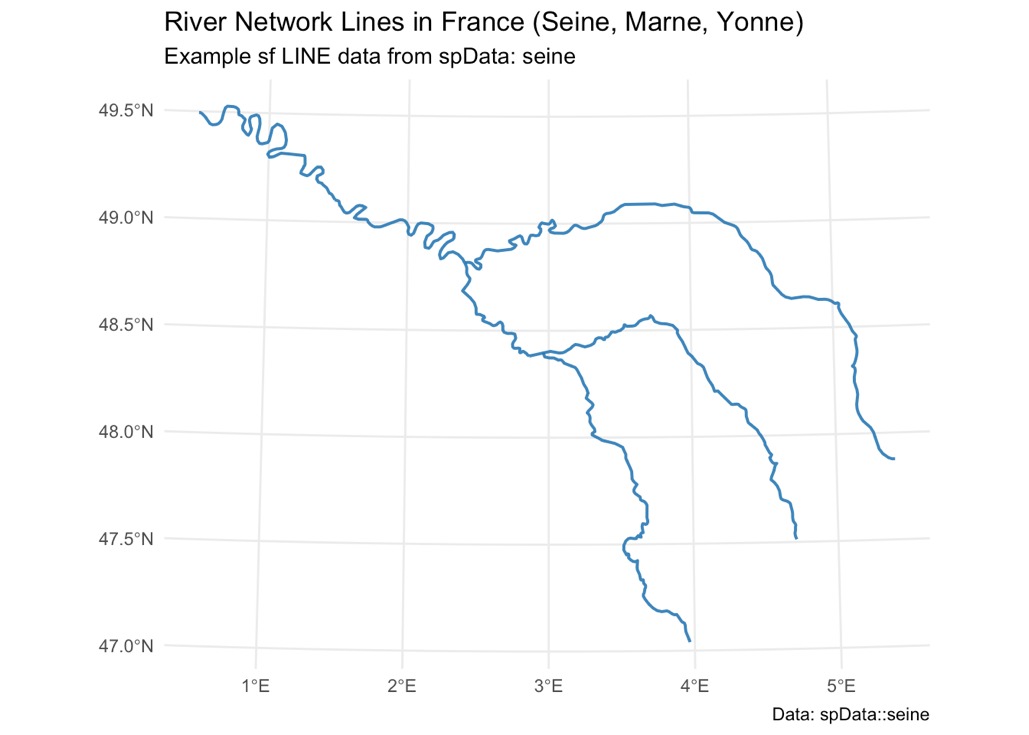 River Network Lines in France (Seine, Marne, Yonne)
Example sf LINE data from spData: seine
49.5°N
49.0°N
48.5°N
48.0°N
47.5°N
47.0°N
1°E
2°E
3°E
4°E
5°E
Data: spData::seine